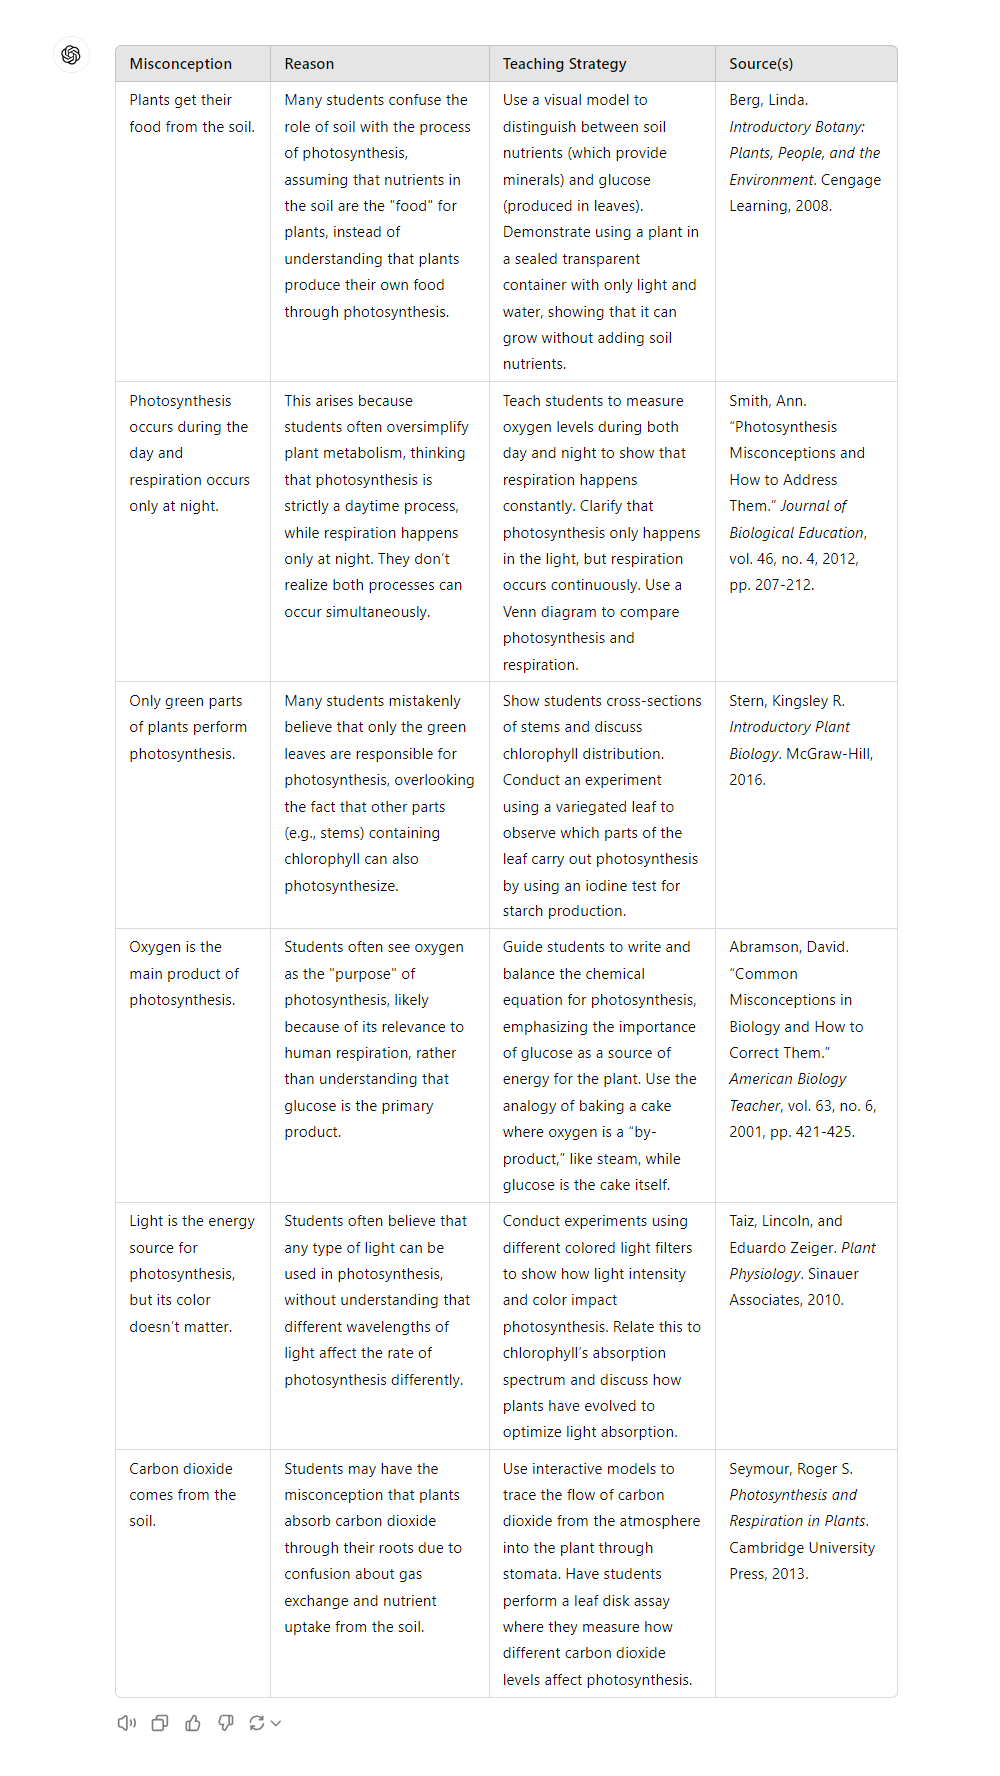 Misconception
Reason
Teaching Strategy
Source(s)
Plants get their
food from the soil.
Many students confuse the
role of soil with the process
of photosynthesis,
assuming that nutrients in
the soil are the "food" for
plants, instead of
understanding that plants
produce their own food
through photosynthesis.
Use a visual model to
distinguish between soil
nutrients (which provide
minerals) and glucose
(produced in leaves).
Demonstrate using a plant in
a sealed transparent
container with only light and
water, showing that it can
grow without adding soil
nutrients.
Berg, Linda.
Introductory Botany:
Plants, People, and the
Environment. Cengage
Learning, 2008.
Photosynthesis
occurs during the
day and
respiration occurs
only at night.
This arises because
students often oversimplify
plant metabolism, thinking
that photosynthesis is
strictly a daytime process,
while respiration happens
only at night. They don't
realize both processes can
occur simultaneously.
Teach students to measure
oxygen levels during both
day and night to show that
respiration happens
constantly. Clarify that
photosynthesis only happens
in the light, but respiration
occurs continuously. Use a
Venn diagram to compare
photosynthesis and
respiration.
Smith, Ann.
“Photosynthesis
Misconceptions and
How to Address
Them.” Journal of
Biological Education,
vol. 46, no. 4, 2012,
pp. 207-212.
Only green parts
of plants perform
photosynthesis.
Many students mistakenly
believe that only the green
leaves are responsible for
photosynthesis, overlooking
the fact that other parts
(e.g., stems) containing
chlorophyll can also
photosynthesize.
Show students cross-sections
of stems and discuss
chlorophyll distribution.
Conduct an experiment
using a variegated leaf to
observe which parts of the
leaf carry out photosynthesis
by using an iodine test for
starch production.
Stern, Kingsley R.
Introductory Plant
Biology. McGraw-Hill,
2016.
Oxygen is the
main product of
photosynthesis.
Students often see oxygen
as the "purpose" of
photosynthesis, likely
because of its relevance to
human respiration, rather
than understanding that
glucose is the primary
product.
Guide students to write and
balance the chemical
equation for photosynthesis,
emphasizing the importance
of glucose as a source of
energy for the plant. Use the
analogy of baking a cake
where oxygen is a “by-
product,” like steam, while
glucose is the cake itself.
Abramson, David.
“Common
Misconceptions in
Biology and How to
Correct Them.”
American Biology
Teacher, vol. 63, no. 6,
2001, pp. 421-425.
Light is the energy
source for
photosynthesis,
but its color
doesn't matter.
Students often believe that
any type of light can be
used in photosynthesis,
without understanding that
different wavelengths of
light affect the rate of
photosynthesis differently.
Conduct experiments using
different colored light filters
to show how light intensity
and color impact
photosynthesis. Relate this to
chlorophyll's absorption
spectrum and discuss how
plants have evolved to
optimize light absorption.
Taiz, Lincoln, and
Eduardo Zeiger. Plant
Physiology. Sinauer
Associates, 2010.
Carbon dioxide
comes from the
soil.
Students may have the
misconception that plants
absorb carbon dioxide
through their roots due to
confusion about gas
exchange and nutrient
uptake from the soil.
Use interactive models to
trace the flow of carbon
dioxide from the atmosphere
into the plant through
stomata. Have students
perform a leaf disk assay
where they measure how
different carbon dioxide
levels affect photosynthesis.
Seymour, Roger S.
Photosynthesis and
Respiration in Plants.
Cambridge University
Press, 2013.